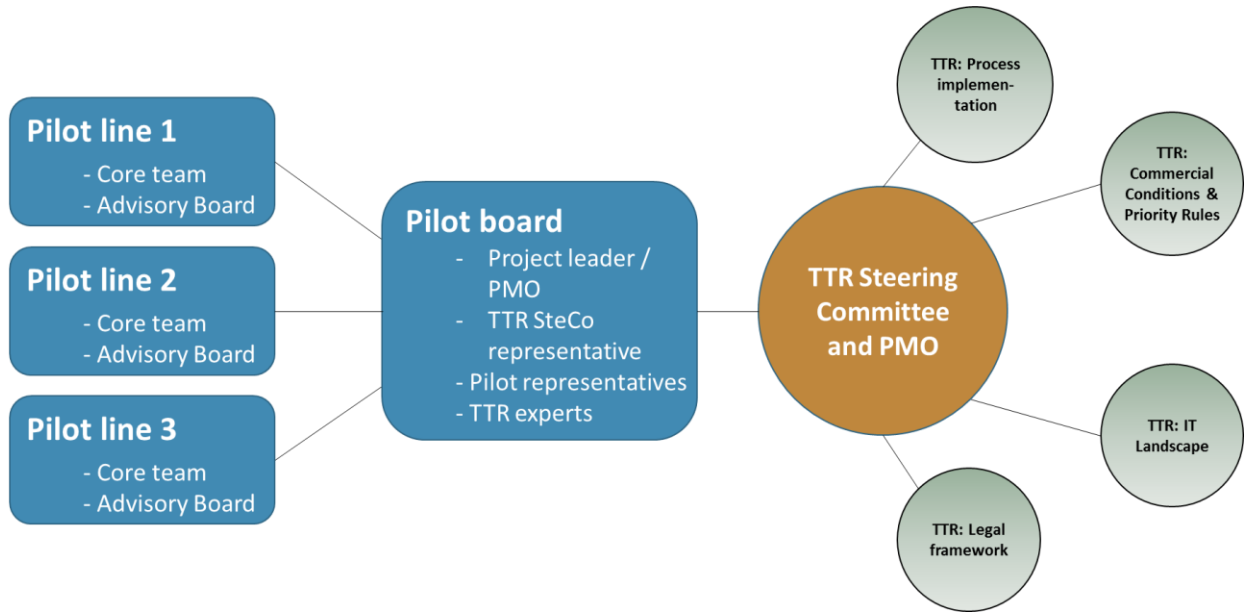 Pilot line 1
- Core team
- Advisory Board
Pilot line 2
- Core team
- Advisory Board
Pilot line 3
- Core team
- Advisory Board
Pilot board
- Project leader /
PMO
- TTR SteCo
representative
- Pilot representatives
- TTR experts
TTR Steering
Committee
and PMO
TTR: Process
implemen-
tation
TTR:
Commercial
Conditions &
Priority Rules
TTR: IT
Landscape
TTR: Legal
framework